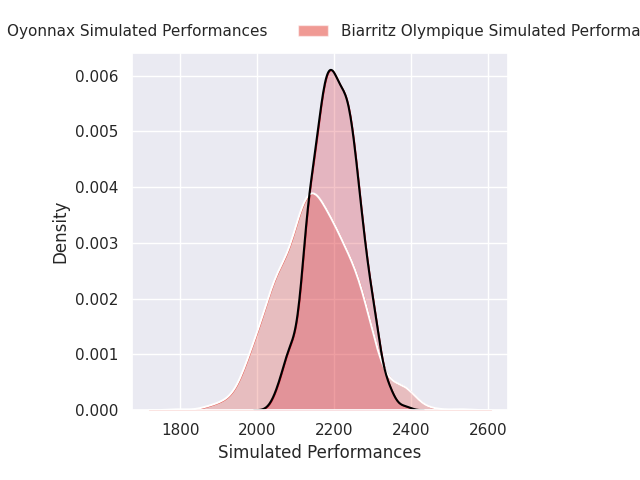 Oyonnax Simulated Performances Biarritz Olympique Simulated Performa
0.006
0.005
0.004
0.003
0.002
0.001
0.000
Density
1800 2000 2200 2400 2600
Simulated Performances